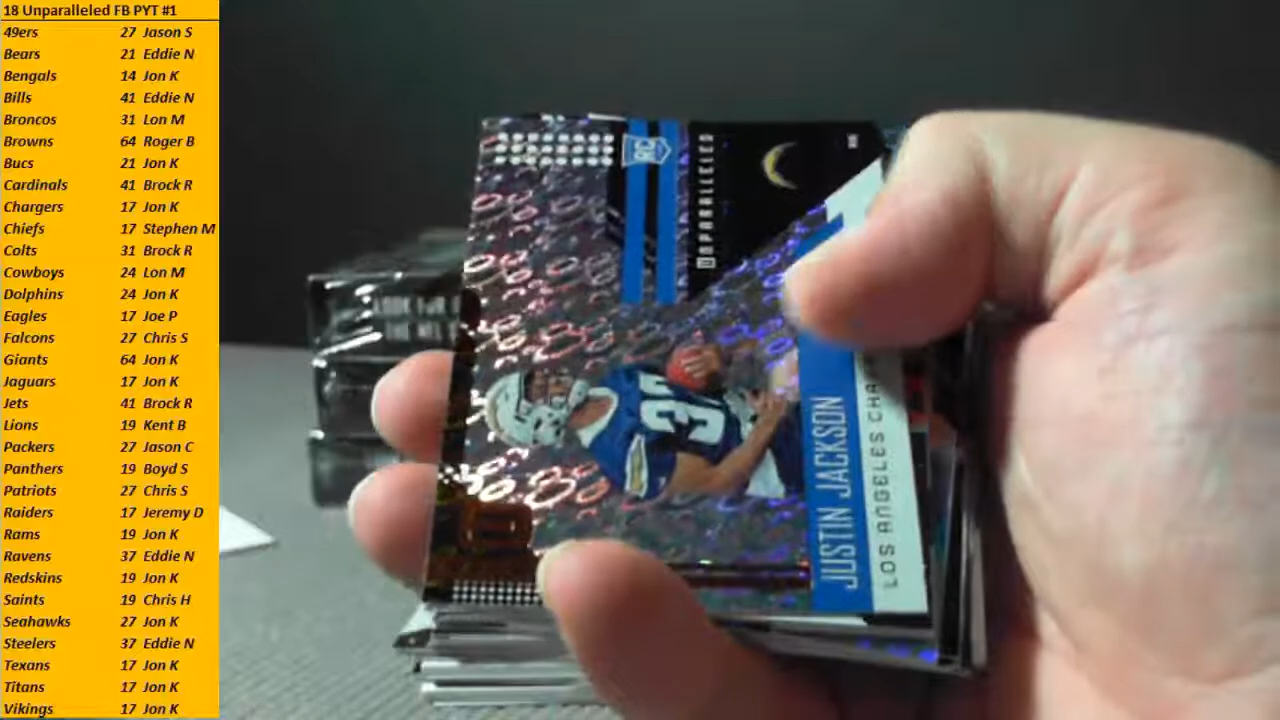 18 Unparalleled FB PYT #1
49ers 27 Jason S
Bears 21 Eddie N
Bengals 14 Jon K
Bills 41 Eddie N
Broncos 31 Lon M
Browns 64 Roger B
Bucs 21 Jon K
Cardinals 41 Brock R
Chargers 17 Jon K
Chiefs 17 Stephen M
Colts 31 Brock R
Cowboys 24 Lon M
Dolphins 24 Jon K
Eagles 17 Joe P
Falcons 27 Chris S
Giants 64 Jon K
Jaguars 17 Jon K
Jets 41 Brock R
Lions 19 Kent B
Packers 27 Jason C
Panthers 19 Boyd S
Patriots 27 Chris S
Raiders 17 Jeremy D
Rams 19 Jon K
Ravens 37 Eddie N
Redskins 19 Jon K
Saints 19 Chris H
Seahawks 27 Jon K
Steelers 37 Eddie N
Texans 17 Jon K
Titans 17 Jon K
Vikings 17 Jon K
RC
UNPARALLELED
30
JUSTIN JACKSON
LOS ANGELES